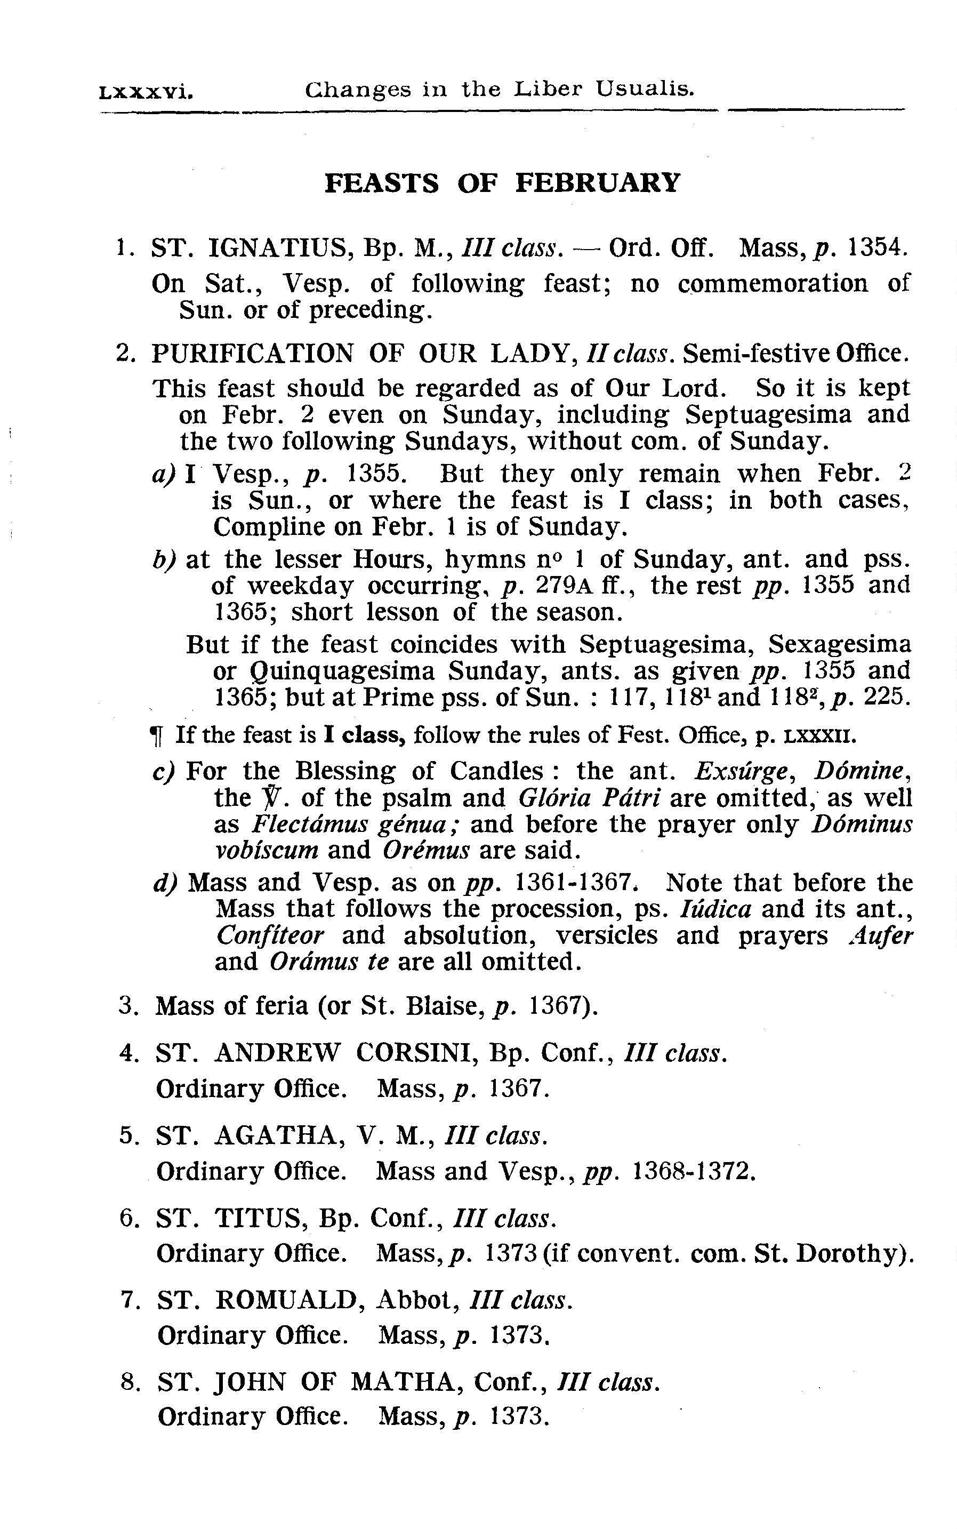 LXXXVI. Changes in the Liber Usualis.
FEASTS OF FEBRUARY
1. ST. IGNATIUS, Bp. M., III class. — Ord. Off. Mass, p. 1354.
On Sat., Vesp. of following feast; no commemoration of
Sun. or of preceding.
2. PURIFICATION OF OUR LADY, II class. Semi-festive Office.
This feast should be regarded as of Our Lord. So it is kept
on Febr. 2 even on Sunday, including Septuagesima and
the two following Sundays, without com. of Sunday.
a) I Vesp., p. 1355. But they only remain when Febr. 2
is Sun., or where the feast is I class; in both cases,
Compline on Febr. 1 is of Sunday.
b) at the lesser Hours, hymns nº 1 of Sunday, ant. and pss.
of weekday occurring, p. 279A ff., the rest pp. 1355 and
1365; short lesson of the season.
But if the feast coincides with Septuagesima, Sexagesima
or Quinquagesima Sunday, ants. as given pp. 1355 and
1365; but at Prime pss. of Sun. : 117, 118¹ and 118², p. 225.
¶ If the feast is I class, follow the rules of Fest. Office, p. LXXXII.
c) For the Blessing of Candles : the ant. Exsúrge, Dómine,
the ℣. of the psalm and Glória Pátri are omitted, as well
as Flectámus génua; and before the prayer only Dóminus
vobíscum and Orémus are said.
d) Mass and Vesp. as on pp. 1361-1367. Note that before the
Mass that follows the procession, ps. Iúdica and its ant.,
Confíteor and absolution, versicles and prayers Aufer
and Orámus te are all omitted.
3. Mass of feria (or St. Blaise, p. 1367).
4. ST. ANDREW CORSINI, Bp. Conf., III class.
Ordinary Office. Mass, p. 1367.
5. ST. AGATHA, V. M., III class.
Ordinary Office. Mass and Vesp., pp. 1368-1372.
6. ST. TITUS, Bp. Conf., III class.
Ordinary Office. Mass, p. 1373 (if convent. com. St. Dorothy).
7. ST. ROMUALD, Abbot, III class.
Ordinary Office. Mass, p. 1373.
8. ST. JOHN OF MATHA, Conf., III class.
Ordinary Office. Mass, p. 1373.